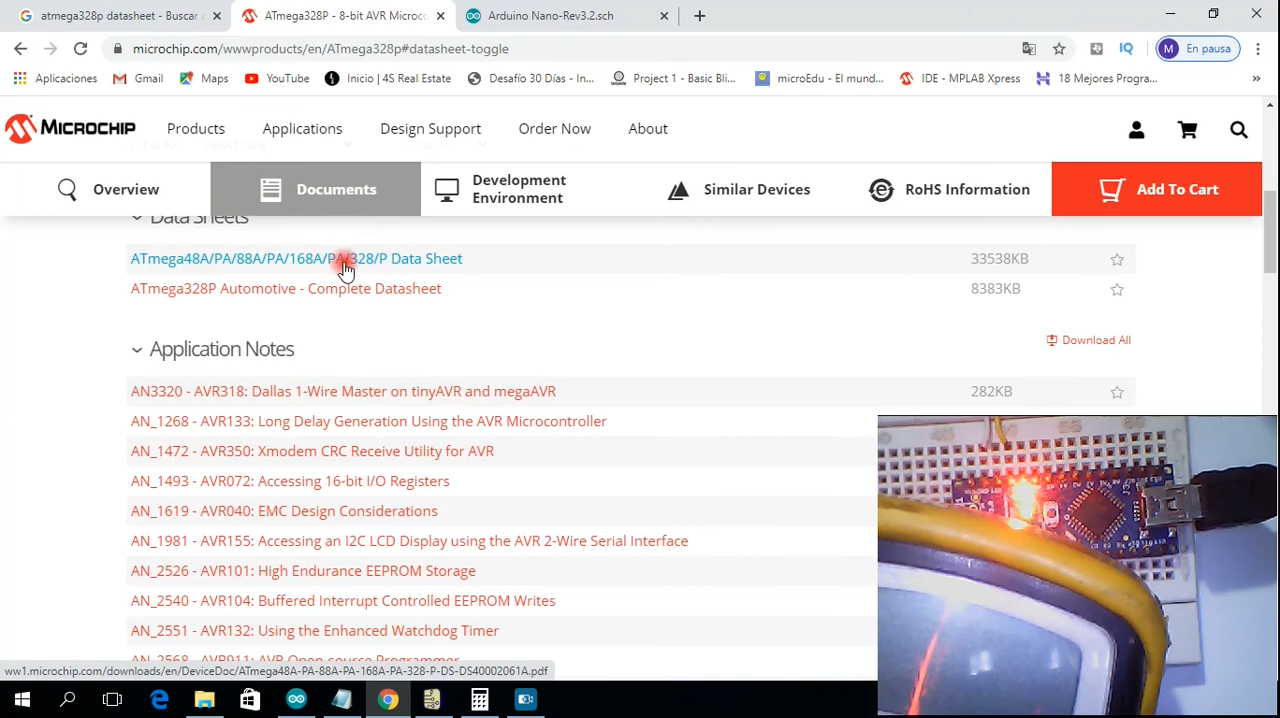 atmega328p datasheet - Buscar
ATmega328P - 8-bit AVR Microco
Arduino Nano-Rev3.2.sch
microchip.com/wwwproducts/en/ATmega328p#datasheet-toggle
M En pausa
Aplicaciones
Gmail
Maps
YouTube
Inicio | 4S Real Estate
Desafío 30 Días - In...
Project 1 - Basic Bli...
microEdu - El mund...
IDE - MPLAB Xpress
18 Mejores Progra...
MICROCHIP
Products
Applications
Design Support
Order Now
About
Overview
Documents
Development Environment
Similar Devices
RoHS Information
Add To Cart
Data Sheets
ATmega48A/PA/88A/PA/168A/PA/328/P Data Sheet 33538KB
ATmega328P Automotive - Complete Datasheet 8383KB
Application Notes
Download All
AN3320 - AVR318: Dallas 1-Wire Master on tinyAVR and megaAVR 282KB
AN_1268 - AVR133: Long Delay Generation Using the AVR Microcontroller
AN_1472 - AVR350: Xmodem CRC Receive Utility for AVR
AN_1493 - AVR072: Accessing 16-bit I/O Registers
AN_1619 - AVR040: EMC Design Considerations
AN_1981 - AVR155: Accessing an I2C LCD Display using the AVR 2-Wire Serial Interface
AN_2526 - AVR101: High Endurance EEPROM Storage
AN_2540 - AVR104: Buffered Interrupt Controlled EEPROM Writes
AN_2551 - AVR132: Using the Enhanced Watchdog Timer
AN_2568 - AVR911: AVR Open-source Programmer
ww1.microchip.com/downloads/en/DeviceDoc/ATmega48A-PA-88A-PA-168A-PA-328-P-DS-DS40002061A.pdf